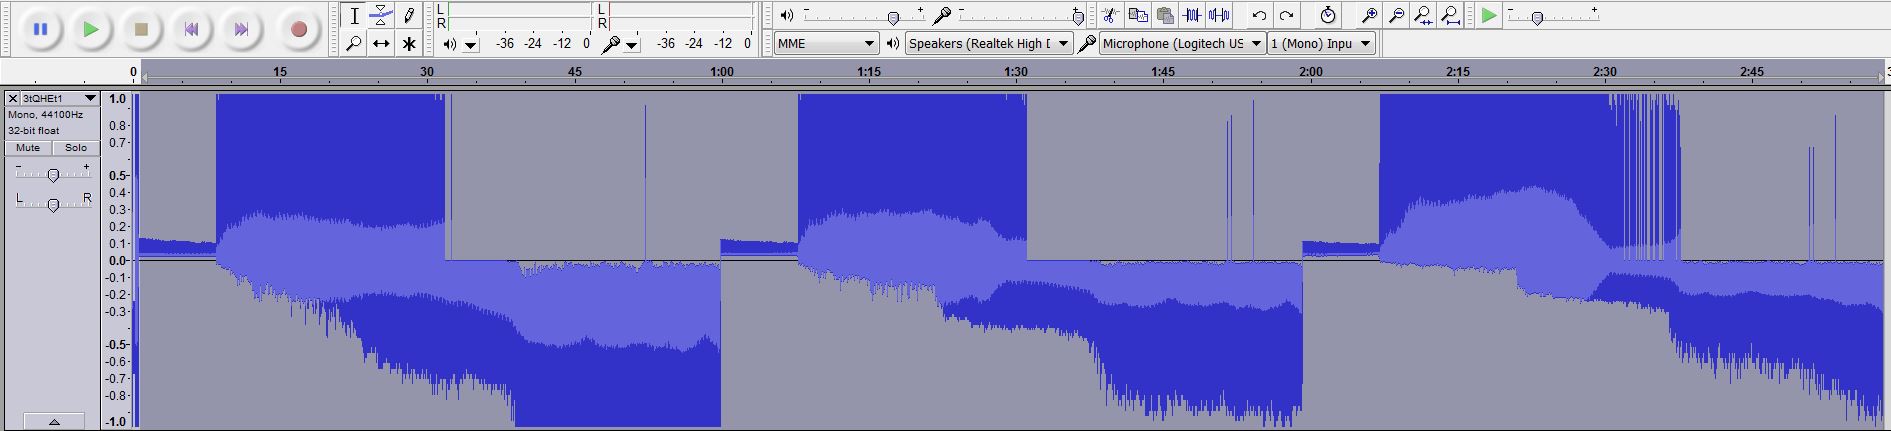 L
R
-36 -24 -12 0
L
R
-36 -24 -12 0
- +
- +
- +
MME
Speakers (Realtek High D
Microphone (Logitech US
1 (Mono) Inpu
0 15 30 45 1:00 1:15 1:30 1:45 2:00 2:15 2:30 2:45 3
3tQHEt1
Mono, 44100Hz
32-bit float
Mute Solo
- +
L R
1.0
0.8
0.7
0.5
0.4
0.3
0.2
0.1
0.0
-0.1
-0.2
-0.3
-0.5
-0.6
-0.7
-0.8
-1.0